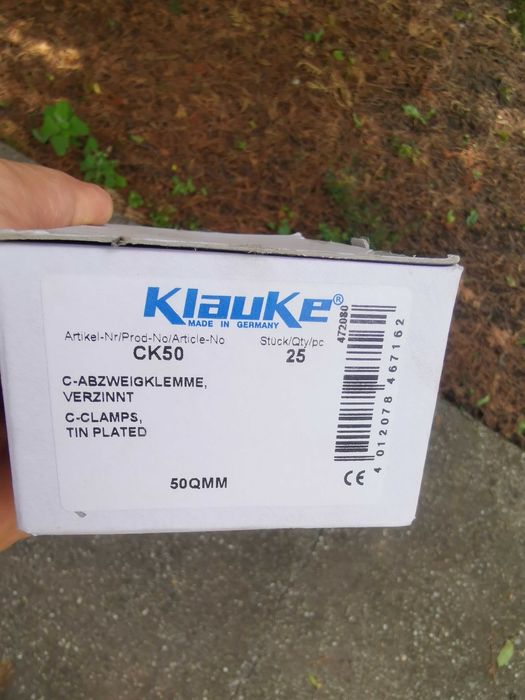 Klauke®
MADE IN GERMANY
Artikel-Nr/Prod-No/Article-No
CK50
Stück/Qty/pc
25
C-ABZWEIGKLEMME,
VERZINNT
C-CLAMPS,
TIN PLATED
50QMM
CE
472080
4 012078 467162